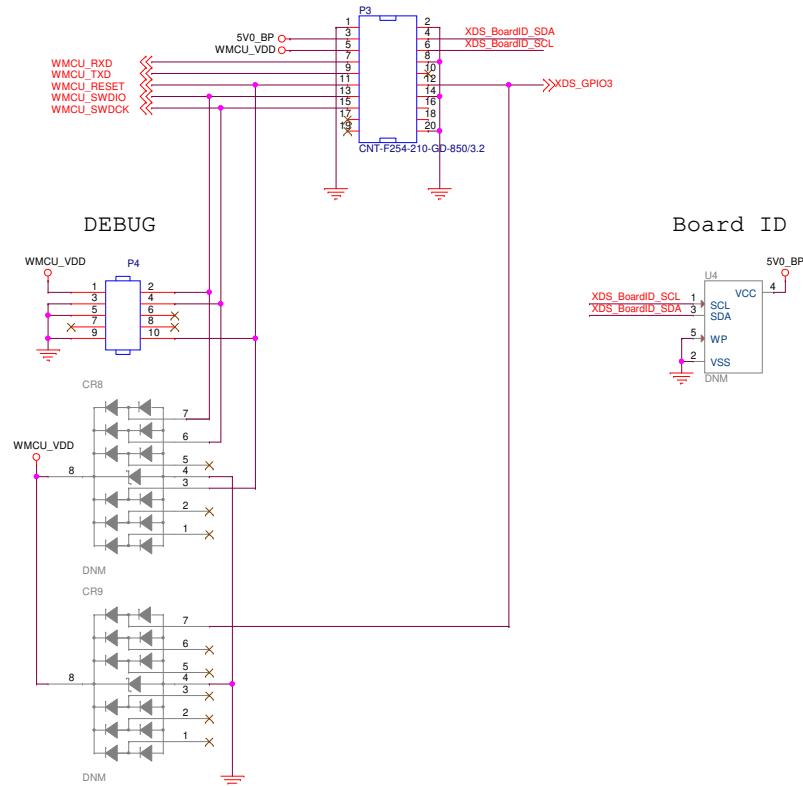 P3
1 2
5V0_BP 3 4 XDS_BoardID_SDA
WMCU_VDD 5 6 XDS_BoardID_SCL
WMCU_RXD 7 8
WMCU_TXD 9 10
WMCU_RESET 11 12 XDS_GPIO3
WMCU_SWDIO 13 14
WMCU_SWDCK 15 16
17 18
19 20
CNT-F254-210-GD-850/3.2
DEBUG
Board ID
WMCU_VDD P4
1 2
3 4
5 6
7 8
9 10
5V0_BP
U4
XDS_BoardID_SCL 1 SCL VCC 4
XDS_BoardID_SDA 3 SDA
5 WP
2 VSS
DNM
CR8
7
6
WMCU_VDD
5
8 4
3
2
1
DNM
CR9
7
6
5
8 4
3
2
1
DNM